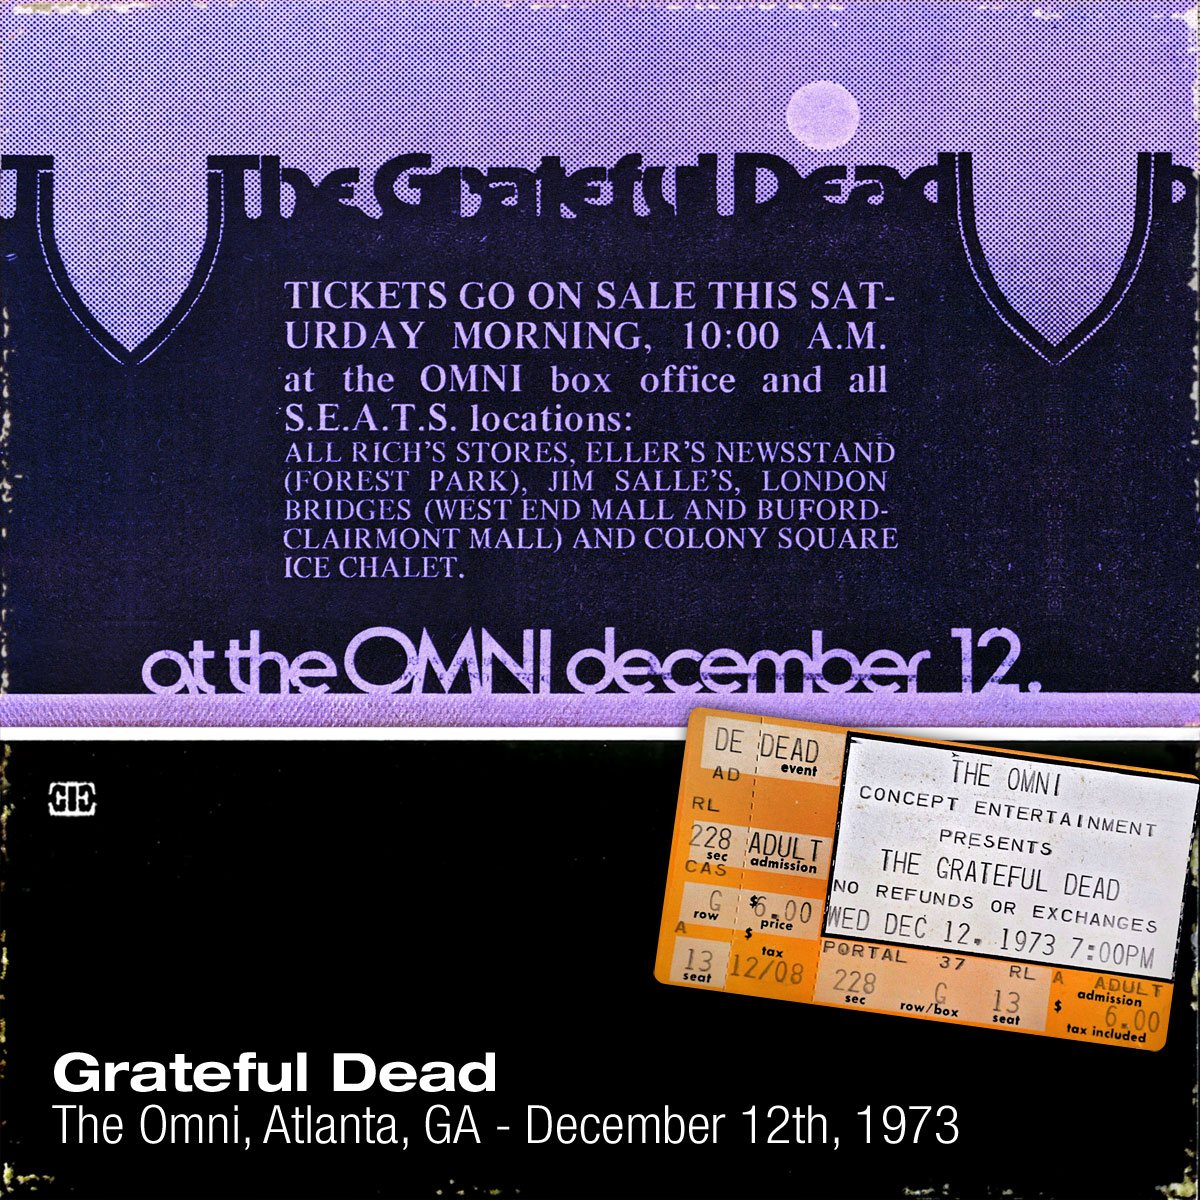 The Grateful Dead
TICKETS GO ON SALE THIS SAT-
URDAY MORNING, 10:00 A.M.
at the OMNI box office and all
S.E.A.T.S. locations:
ALL RICH'S STORES, ELLER'S NEWSSTAND
(FOREST PARK), JIM SALLE'S, LONDON
BRIDGES (WEST END MALL AND BUFORD-
CLAIRMONT MALL) AND COLONY SQUARE
ICE CHALET.
at the OMNI december 12.
DE DEAD
event
AD
RL
228 ADULT
sec admission
CAS
G $6.00
row price
A $
tax
13 12/08
seat
THE OMNI
CONCEPT ENTERTAINMENT
PRESENTS
THE GRATEFUL DEAD
NO REFUNDS OR EXCHANGES
WED DEC 12. 1973 7:00PM
PORTAL 37 RL A ADULT
admission
228 G 13 $ 6.00
sec row/box seat tax included
Grateful Dead
The Omni, Atlanta, GA - December 12th, 1973